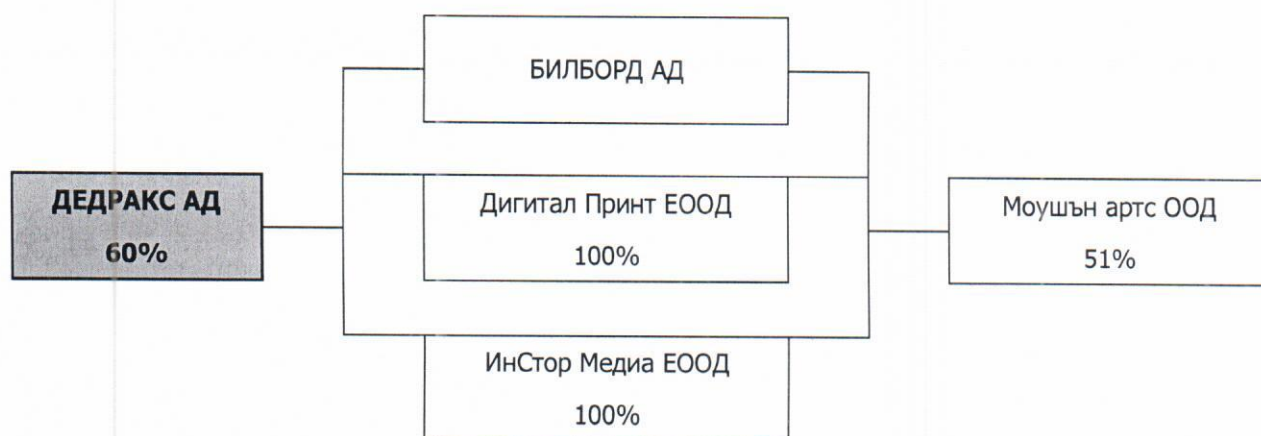 БИЛБОРД АД
ДЕДРАКС АД
60%
Дигитал Принт ЕООД
100%
Моушън артс ООД
51%
ИнСтор Медиа ЕООД
100%